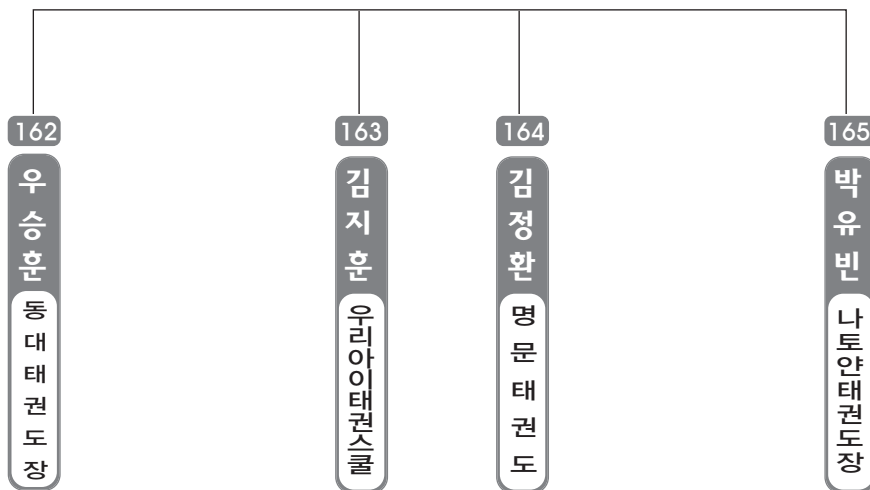 162
우승훈
동대태권도장
163
김지훈
우리아이태권스쿨
164
김정환
명문태권도
165
박유빈
나토얀태권도장